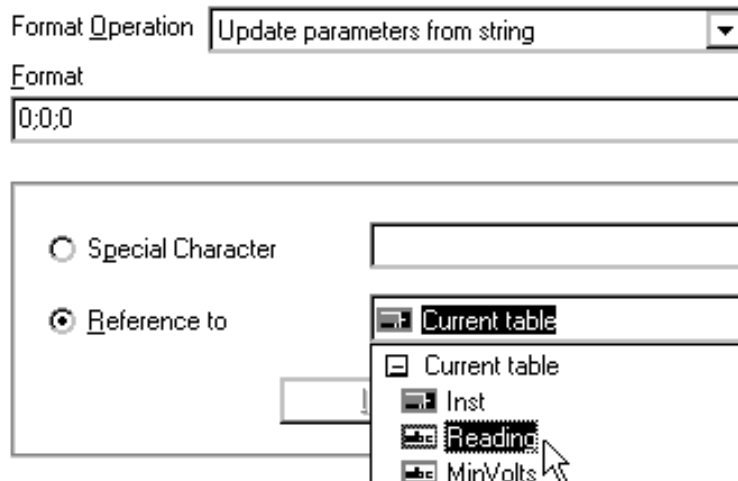 Format Operation Update parameters from string
Format
0;0;0
Special Character
Reference to Current table
Current table
Inst
Reading
MinVolts